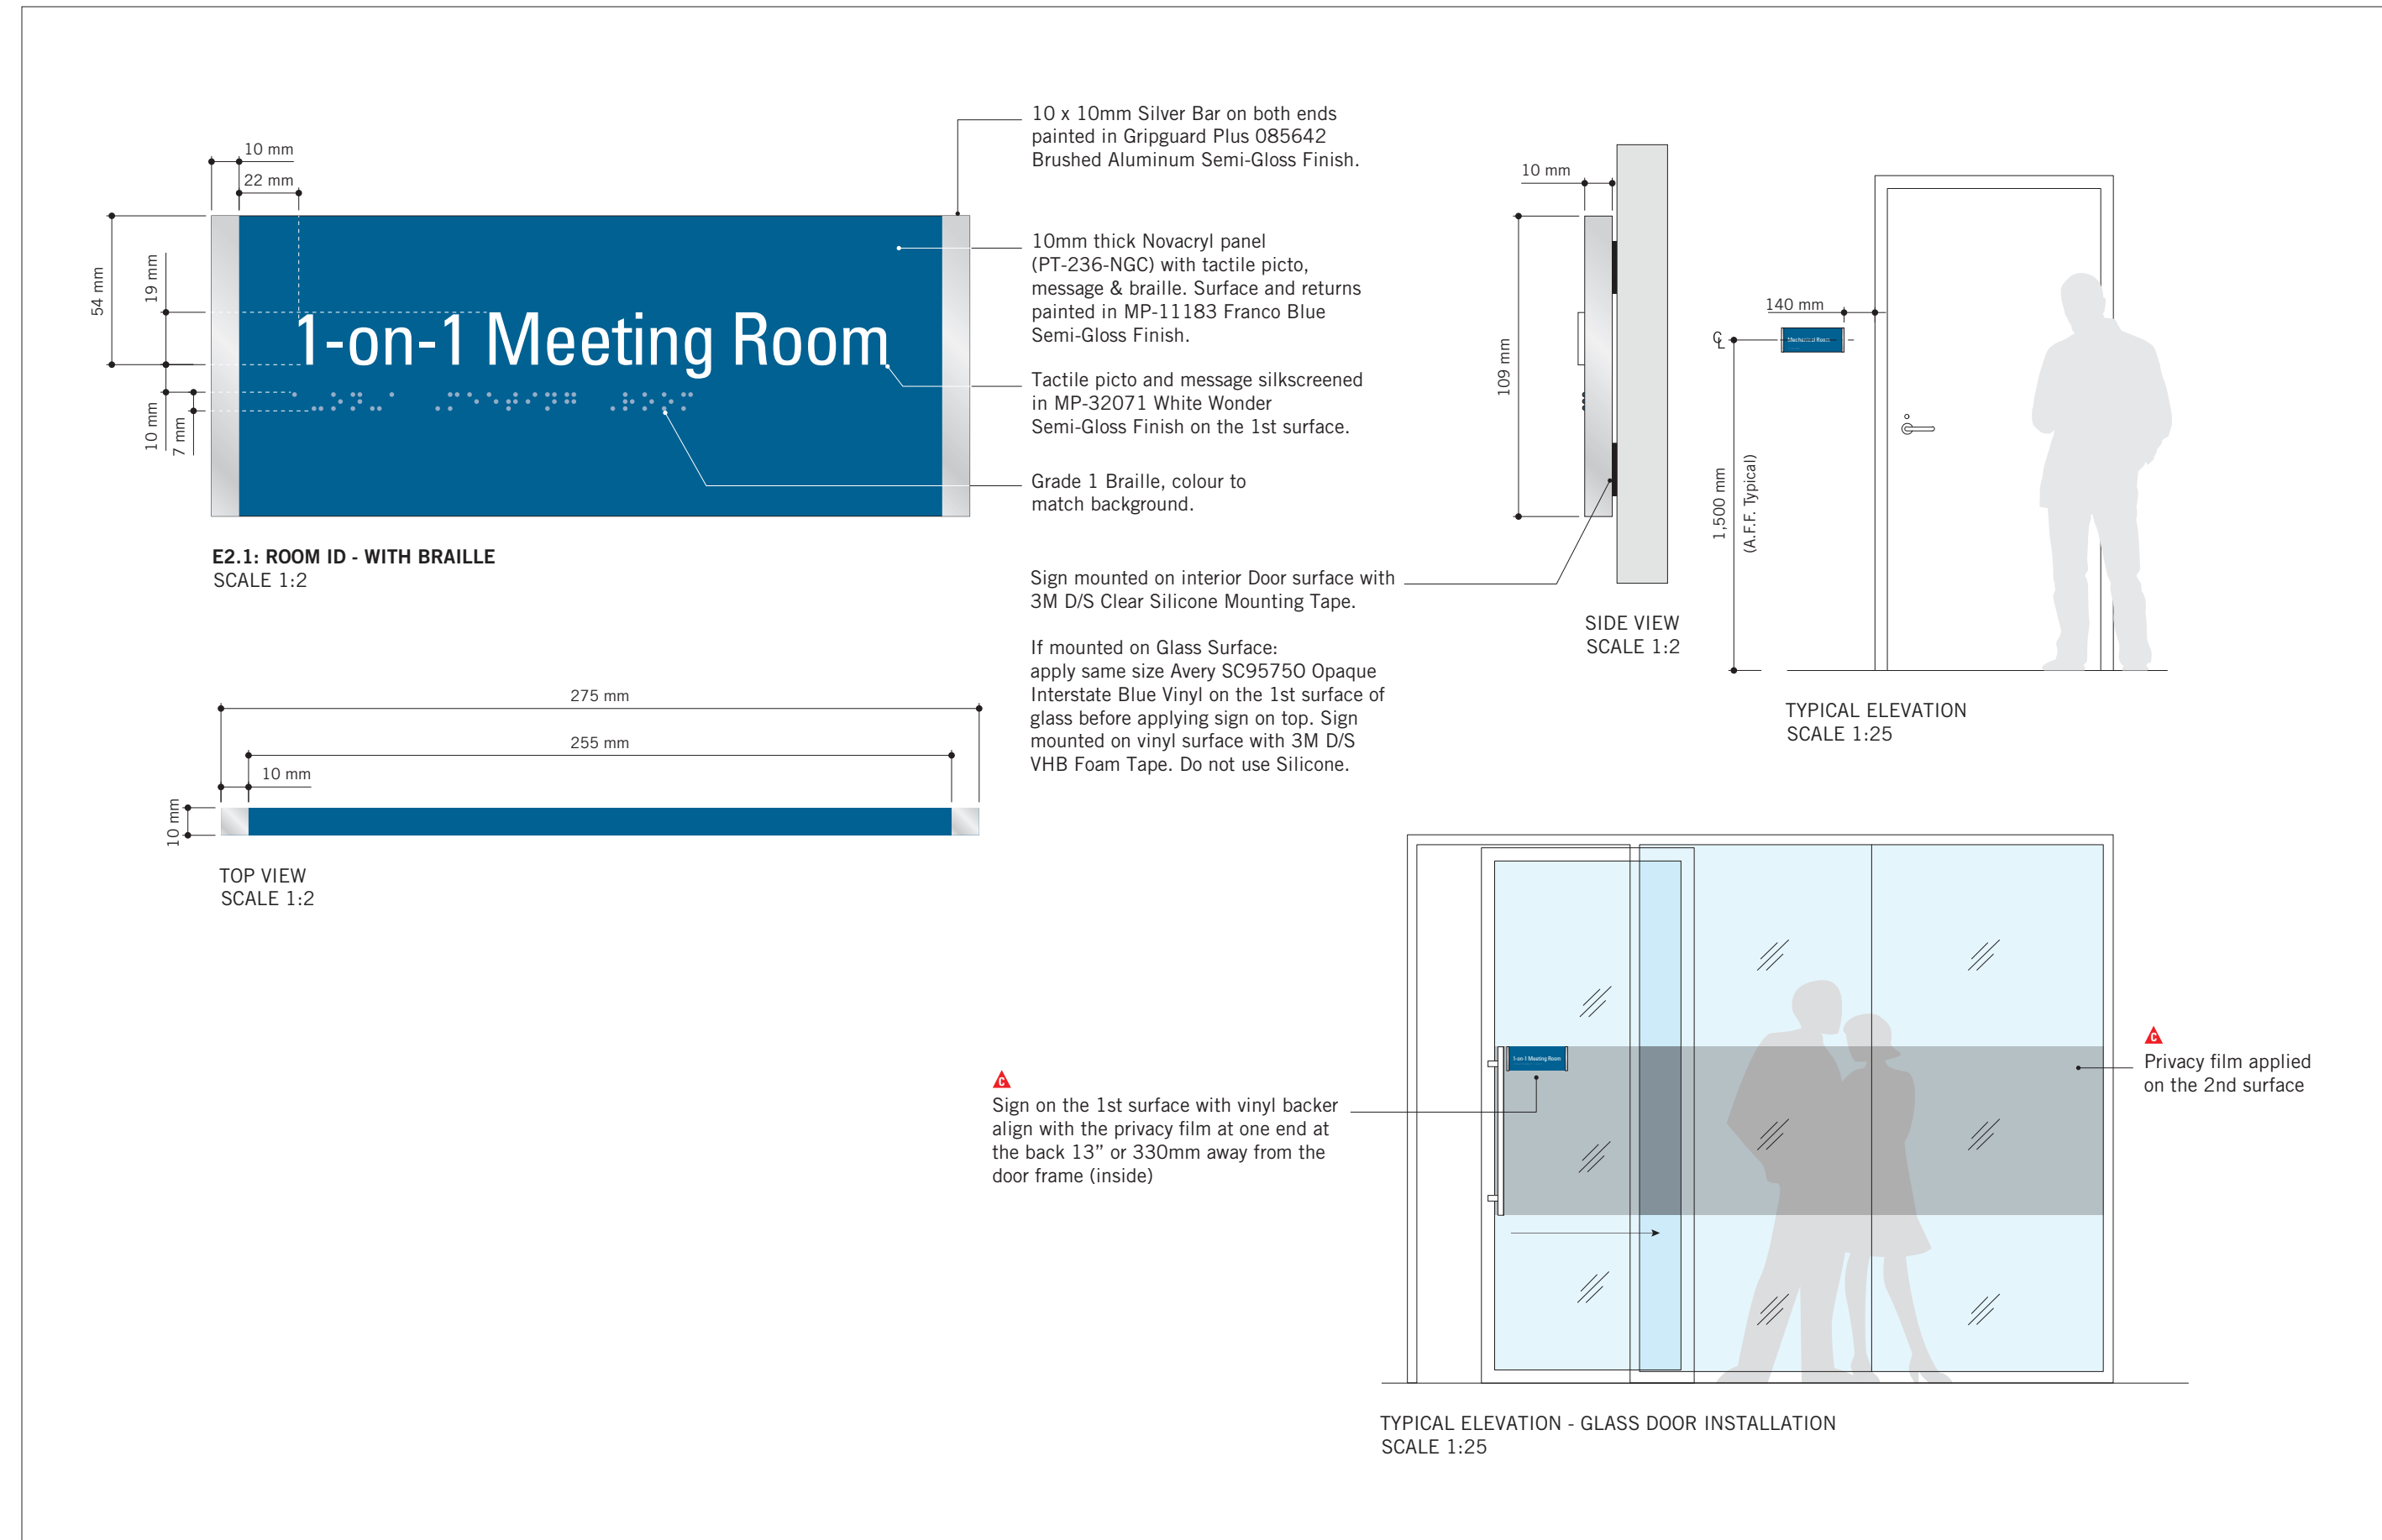 10 mm
22 mm
54 mm
19 mm
10 mm
7 mm
1-on-1 Meeting Room
E2.1: ROOM ID - WITH BRAILLE
SCALE 1:2
10 x 10mm Silver Bar on both ends
painted in Gripguard Plus 085642
Brushed Aluminum Semi-Gloss Finish.
10mm thick Novacryl panel
(PT-236-NGC) with tactile picto,
message & braille. Surface and returns
painted in MP-11183 Franco Blue
Semi-Gloss Finish.
Tactile picto and message silkscreened
in MP-32071 White Wonder
Semi-Gloss Finish on the 1st surface.
Grade 1 Braille, colour to
match background.
Sign mounted on interior Door surface with
3M D/S Clear Silicone Mounting Tape.
If mounted on Glass Surface:
apply same size Avery SC95750 Opaque
Interstate Blue Vinyl on the 1st surface of
glass before applying sign on top. Sign
mounted on vinyl surface with 3M D/S
VHB Foam Tape. Do not use Silicone.
10 mm
109 mm
SIDE VIEW
SCALE 1:2
140 mm
CL
Mechanical Room
1,500 mm
(A.F.F. Typical)
TYPICAL ELEVATION
SCALE 1:25
275 mm
255 mm
10 mm
10 mm
TOP VIEW
SCALE 1:2
C
Sign on the 1st surface with vinyl backer
align with the privacy film at one end at
the back 13” or 330mm away from the
door frame (inside)
1-on-1 Meeting Room
C
Privacy film applied
on the 2nd surface
TYPICAL ELEVATION - GLASS DOOR INSTALLATION
SCALE 1:25